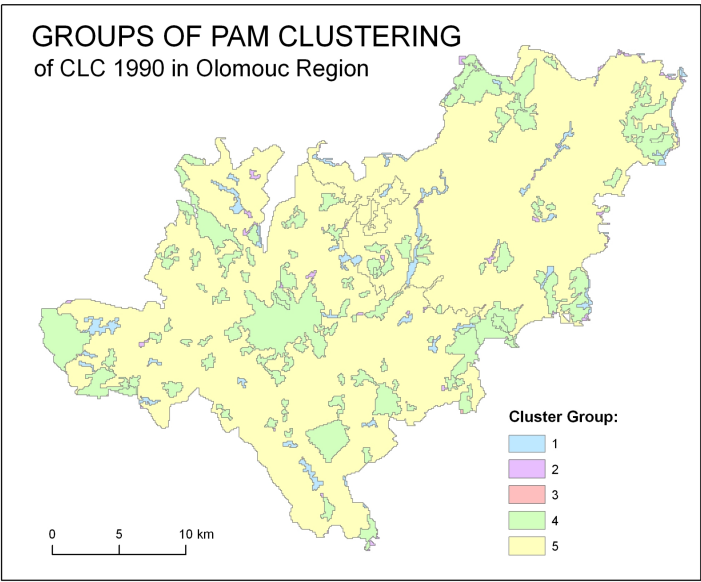 GROUPS OF PAM CLUSTERING
of CLC 1990 in Olomouc Region
Cluster Group:
1
2
3
4
5
0 5 10 km